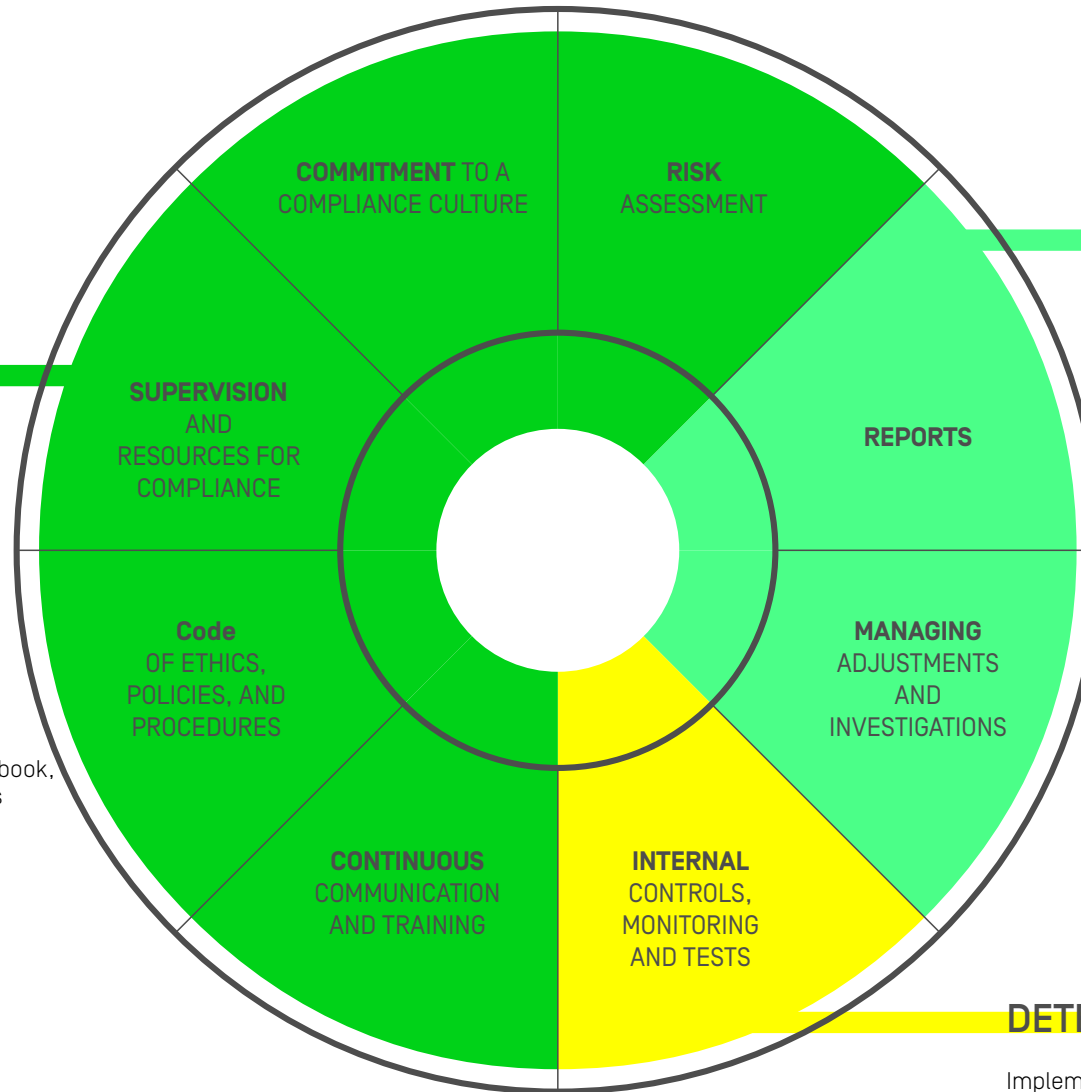 COMMITMENT TO A
COMPLIANCE CULTURE
RISK
ASSESSMENT
SUPERVISION
AND
RESOURCES FOR
COMPLIANCE
REPORTS
Code
OF ETHICS,
POLICIES, AND
PROCEDURES
MANAGING
ADJUSTMENTS
AND
INVESTIGATIONS
CONTINUOUS
COMMUNICATION
AND TRAINING
INTERNAL
CONTROLS,
MONITORING
AND TESTS